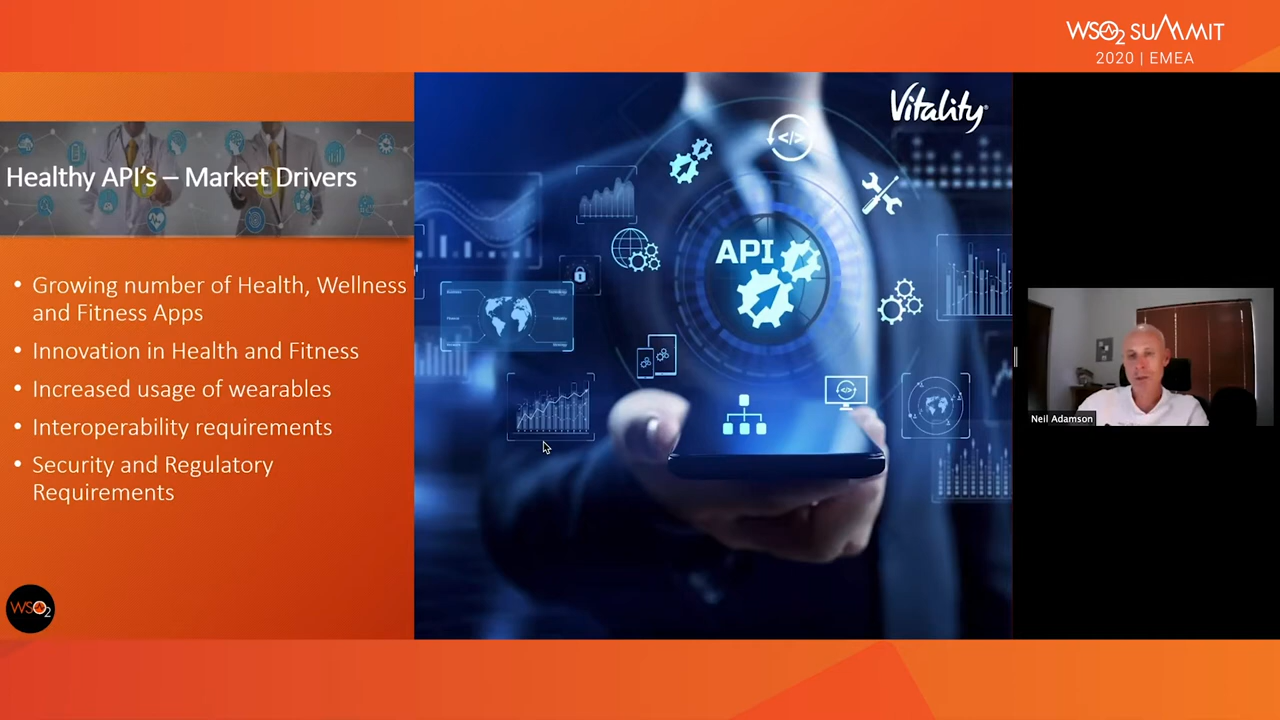 WSO2 SUMMIT
2020 | EMEA
Healthy API's – Market Drivers
• Growing number of Health, Wellness
and Fitness Apps
• Innovation in Health and Fitness
• Increased usage of wearables
• Interoperability requirements
• Security and Regulatory
Requirements
WSO2
Vitality
</>
API
Neil Adamson